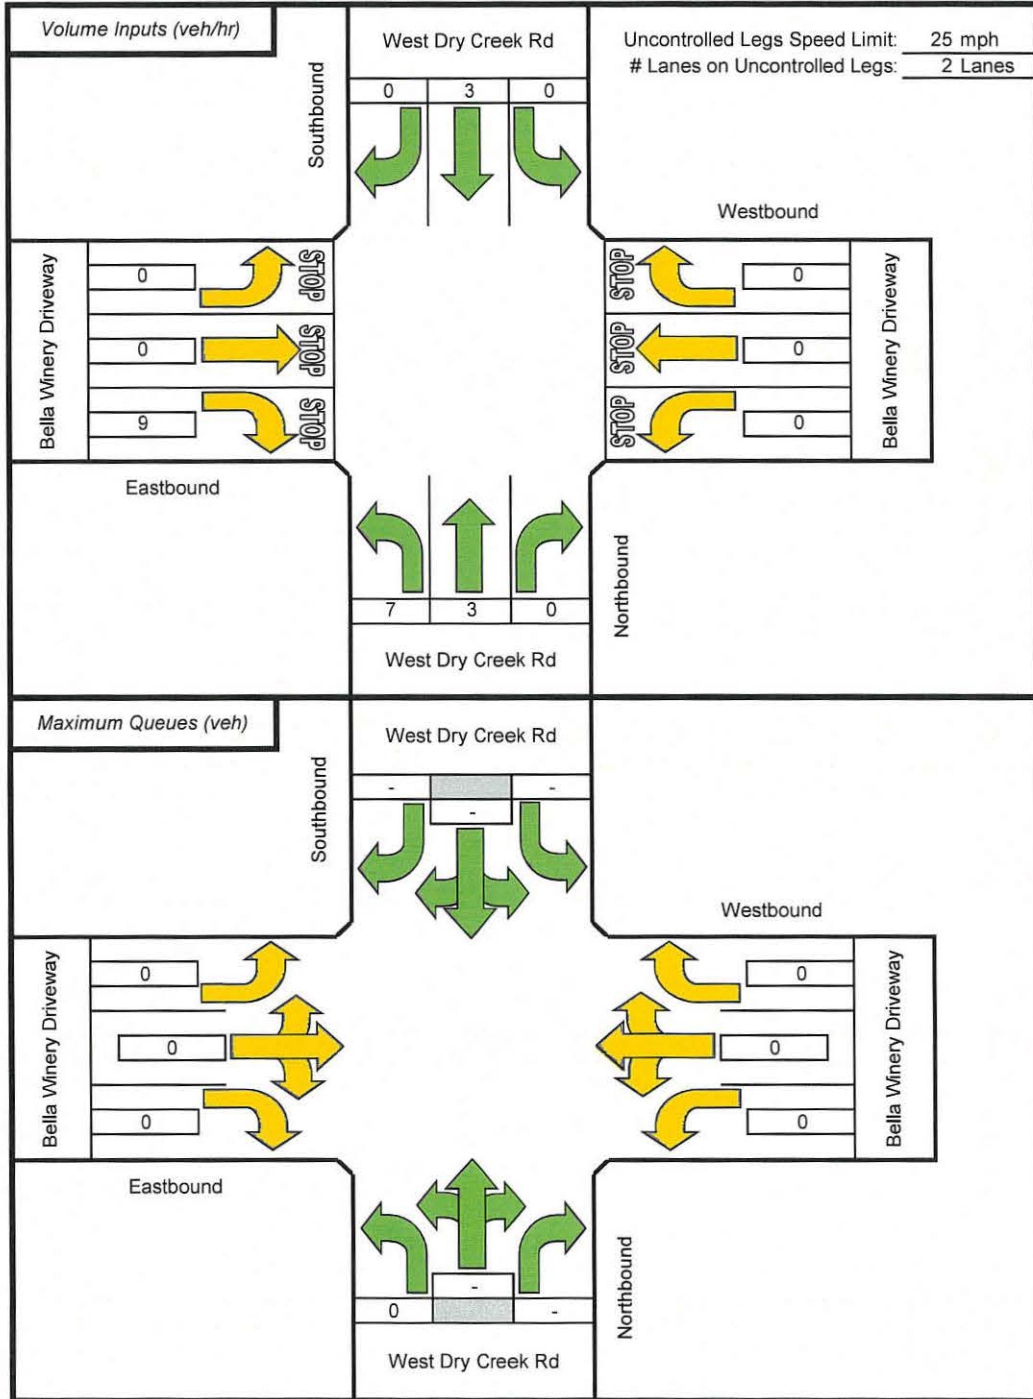 Volume Inputs (veh/hr)
West Dry Creek Rd
Uncontrolled Legs Speed Limit: 25 mph
# Lanes on Uncontrolled Legs: 2 Lanes
Southbound
0 3 0
Westbound
Bella Winery Driveway
0 STOP
0 STOP
9 STOP
STOP 0
STOP 0
STOP 0
Bella Winery Driveway
Eastbound
Northbound
7 3 0
West Dry Creek Rd
Maximum Queues (veh)
West Dry Creek Rd
Southbound
- -
-
Westbound
Bella Winery Driveway
0
0
0
0
0
0
Bella Winery Driveway
Eastbound
Northbound
-
0 -
West Dry Creek Rd